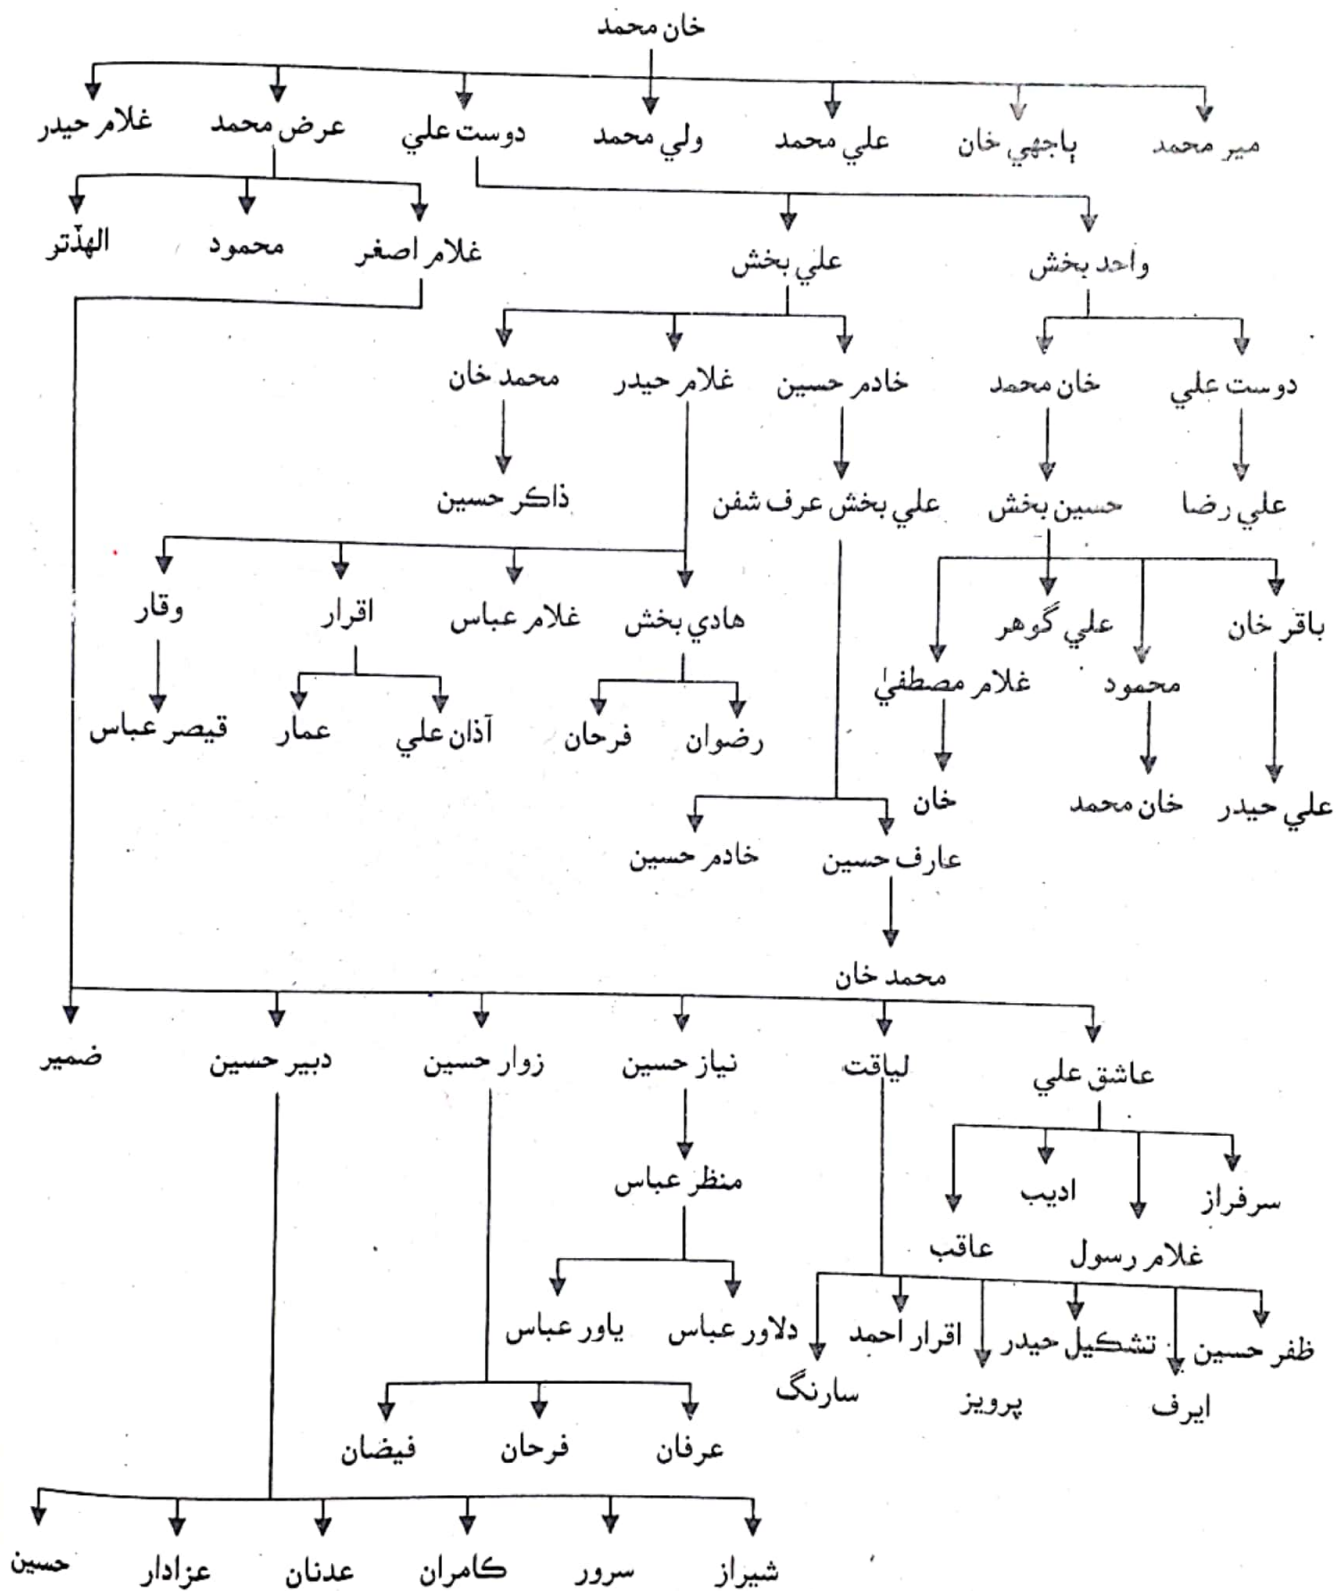 خان محمد
مير محمد ٻاجهي خان علي محمد ولي محمد دوست علي عرض محمد غلام حيدر
واحد بخش علي بخش غلام اصغر محمود الهڏتر
دوست علي خان محمد خادم حسين غلام حيدر محمد خان
علي رضا حسين بخش علي بخش عرف شفن ذاڪر حسين
باقر خان علي گوهر هادي بخش غلام عباس اقرار وقار
محمود غلام مصطفيٰ
رضوان فرحان آذان علي عمار قيصر عباس
علي حيدر خان محمد خان
عارف حسين خادم حسين
محمد خان
عاشق علي لياقت نياز حسين زوار حسين دبير حسين ضمير
سرفراز اديب منظر عباس
غلام رسول عاقب
ظفر حسين تشڪيل حيدر اقرار احمد دلاور عباس ياور عباس
ايرف پرويز سارنگ
عرفان فرحان فيضان
شيراز سرور ڪامران عدنان عزادار حسين